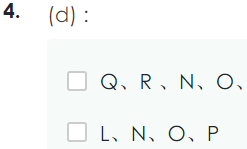 4. (d) :
Q、R、N、O、
L、N、O、P